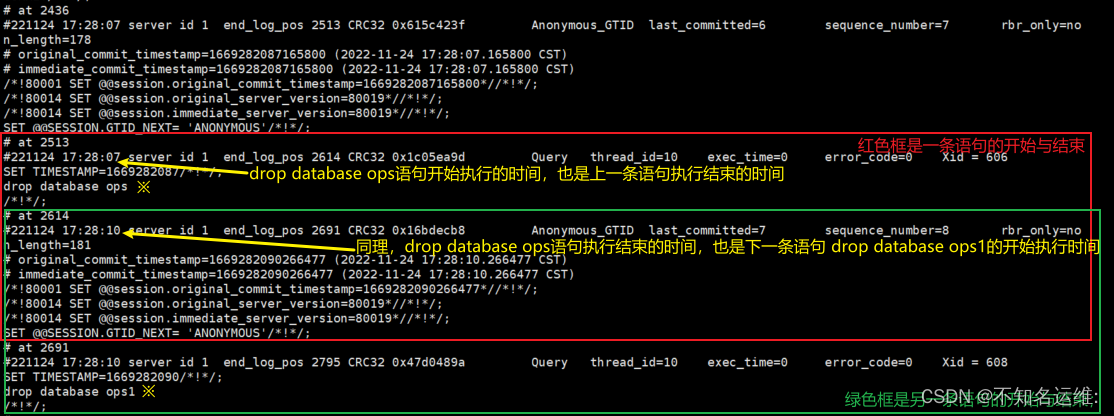 # at 2436
#221124 17:28:07 server id 1  end_log_pos 2513 CRC32 0x615c423f  Anonymous_GTID  last_committed=6  sequence_number=7  rbr_only=no
n_length=178
# original_commit_timestamp=1669282087165800 (2022-11-24 17:28:07.165800 CST)
# immediate_commit_timestamp=1669282087165800 (2022-11-24 17:28:07.165800 CST)
/*!80001 SET @@session.original_commit_timestamp=1669282087165800*//*!*/;
/*!80014 SET @@session.original_server_version=80019*//*!*/;
/*!80014 SET @@session.immediate_server_version=80019*//*!*/;
SET @@SESSION.GTID_NEXT= 'ANONYMOUS'/*!*/;
# at 2513
红色框是一条语句的开始与结束
#221124 17:28:07 server id 1  end_log_pos 2614 CRC32 0x1c05ea9d  Query  thread_id=10  exec_time=0  error_code=0  Xid = 606
SET TIMESTAMP=1669282087/*!*/;
drop database ops语句开始执行的时间，也是上一条语句执行结束的时间
drop database ops ※
/*!*/;
# at 2614
#221124 17:28:10 server id 1  end_log_pos 2691 CRC32 0x16bdecb8  Anonymous_GTID  last_committed=7  sequence_number=8  rbr_only=no
n_length=181
同理，drop database ops语句执行结束的时间，也是下一条语句 drop database ops1的开始执行时间
# original_commit_timestamp=1669282090266477 (2022-11-24 17:28:10.266477 CST)
# immediate_commit_timestamp=1669282090266477 (2022-11-24 17:28:10.266477 CST)
/*!80001 SET @@session.original_commit_timestamp=1669282090266477*//*!*/;
/*!80014 SET @@session.original_server_version=80019*//*!*/;
/*!80014 SET @@session.immediate_server_version=80019*//*!*/;
SET @@SESSION.GTID_NEXT= 'ANONYMOUS'/*!*/;
# at 2691
#221124 17:28:10 server id 1  end_log_pos 2795 CRC32 0x47d0489a  Query  thread_id=10  exec_time=0  error_code=0  Xid = 608
SET TIMESTAMP=1669282090/*!*/;
drop database ops1 ※
/*!*/;
绿色框是另一条语句的开始与结束;
CSDN @不知名运维: